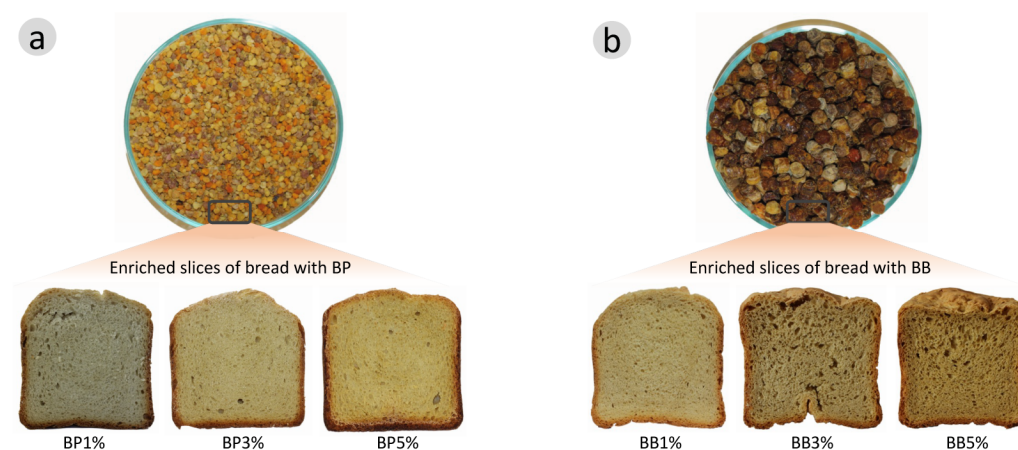 a
Enriched slices of bread with BP
BP1%
BP3%
BP5%
b
Enriched slices of bread with BB
BB1%
BB3%
BB5%